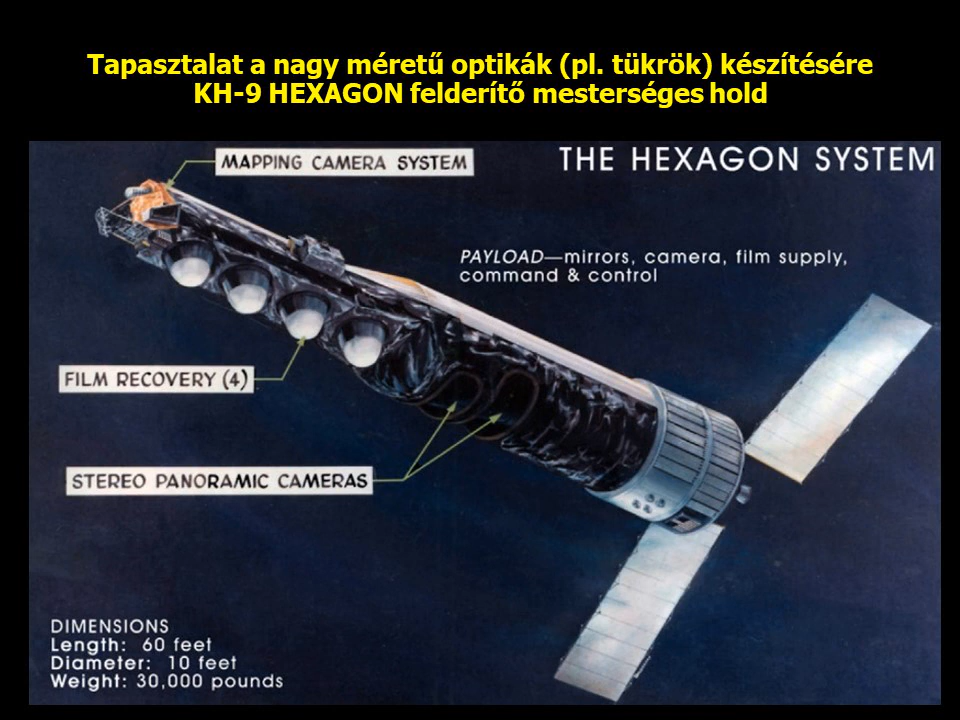 Tapasztalat a nagy méretű optikák (pl. tükrök) készítésére
KH-9 HEXAGON felderítő mesterséges hold
MAPPING CAMERA SYSTEM
THE HEXAGON SYSTEM
PAYLOAD—mirrors, camera, film supply,
command & control
FILM RECOVERY (4)
STEREO PANORAMIC CAMERAS
DIMENSIONS
Length: 60 feet
Diameter: 10 feet
Weight: 30,000 pounds